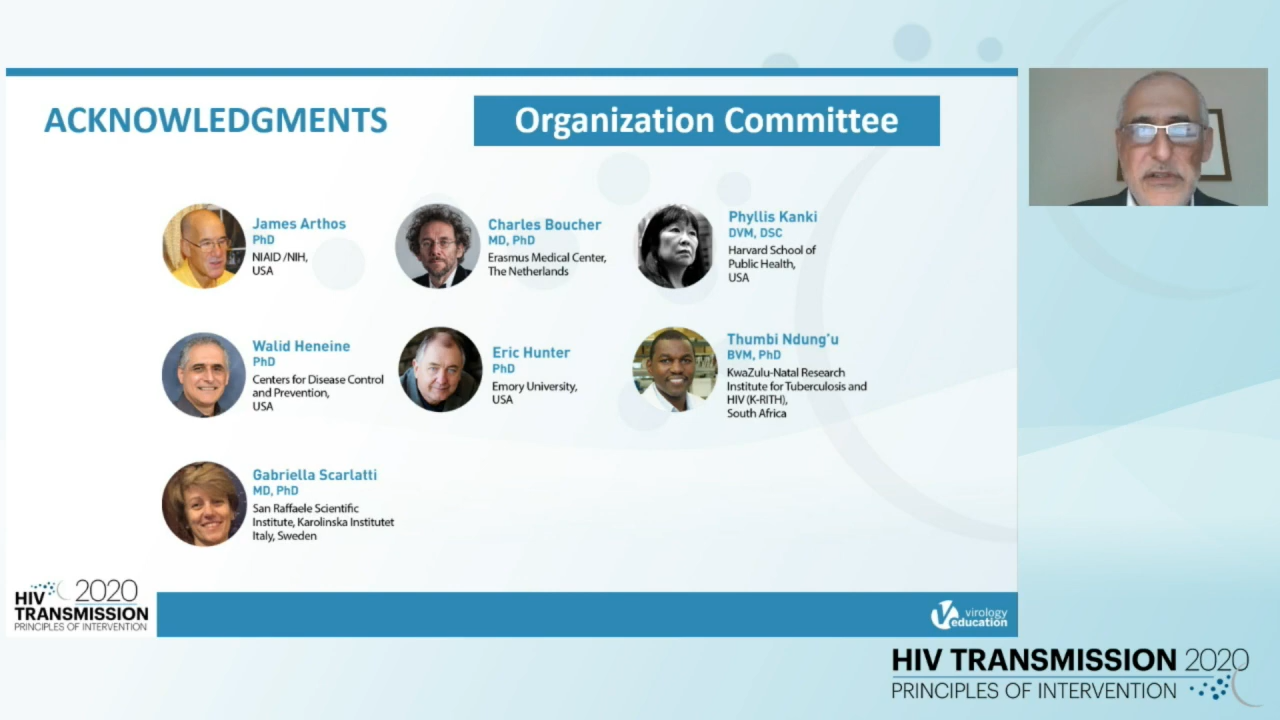 ACKNOWLEDGMENTS
Organization Committee
James Arthos
PhD
NIAID /NIH,
USA
Charles Boucher
MD, PhD
Erasmus Medical Center,
The Netherlands
Phyllis Kanki
DVM, DSC
Harvard School of
Public Health,
USA
Walid Heneine
PhD
Centers for Disease Control
and Prevention,
USA
Eric Hunter
PhD
Emory University,
USA
Thumbi Ndung'u
BVM, PhD
KwaZulu-Natal Research
Institute for Tuberculosis and
HIV (K-RITH),
South Africa
Gabriella Scarlatti
MD, PhD
San Raffaele Scientific
Institute, Karolinska Institutet
Italy, Sweden
HIV 2020
TRANSMISSION
PRINCIPLES OF INTERVENTION
virology
education
HIV TRANSMISSION 2020
PRINCIPLES OF INTERVENTION